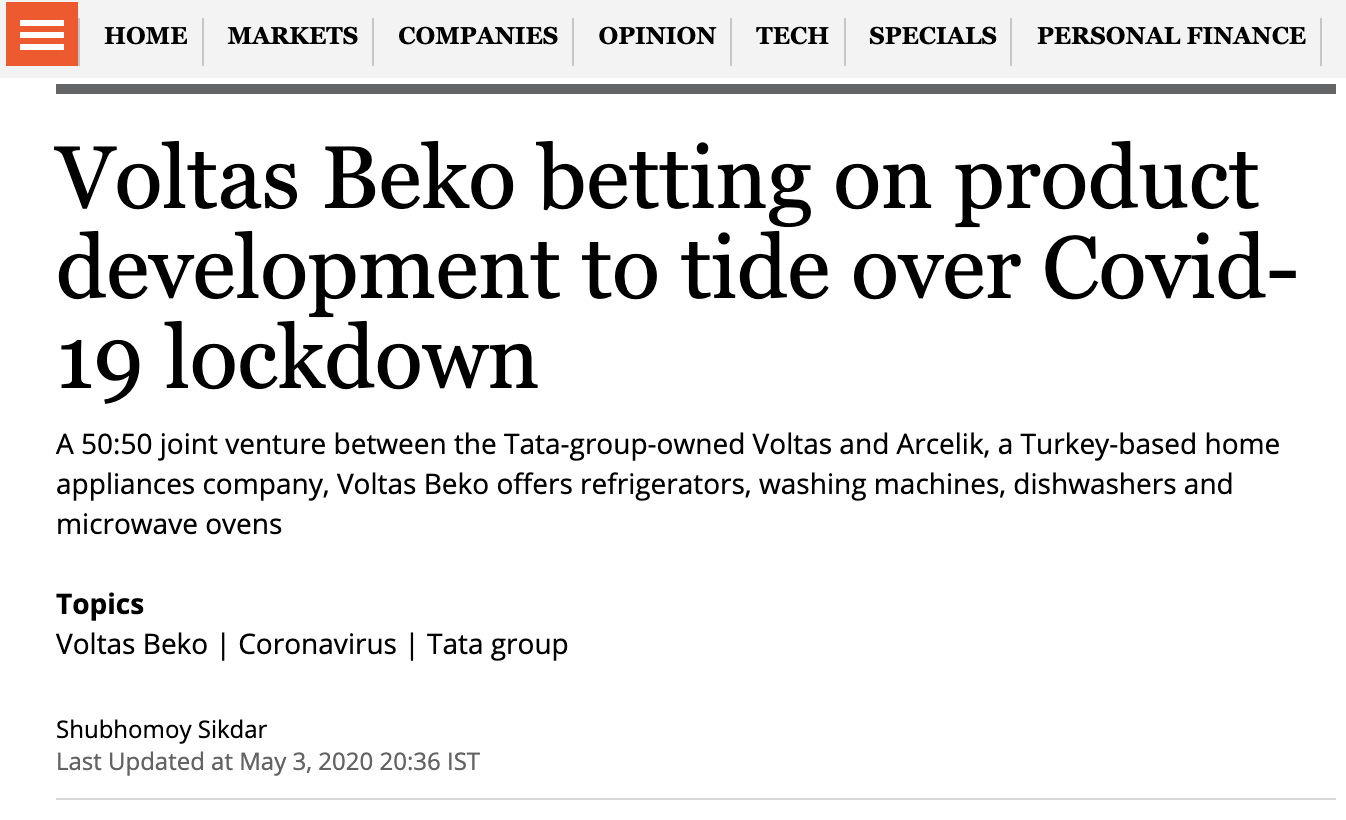 HOME MARKETS COMPANIES OPINION TECH SPECIALS PERSONAL FINANCE
Voltas Beko betting on product
development to tide over Covid-
19 lockdown
A 50:50 joint venture between the Tata-group-owned Voltas and Arcelik, a Turkey-based home
appliances company, Voltas Beko offers refrigerators, washing machines, dishwashers and
microwave ovens
Topics
Voltas Beko | Coronavirus | Tata group
Shubhomoy Sikdar
Last Updated at May 3, 2020 20:36 IST